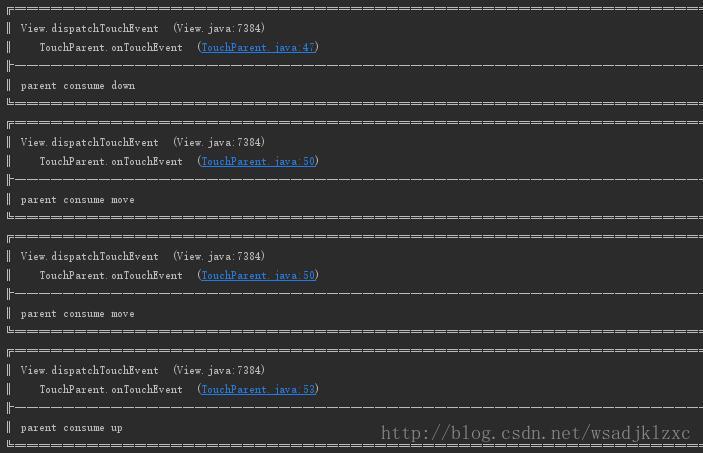 View.dispatchTouchEvent (View.java:7384)
TouchParent.onTouchEvent (TouchParent.java:47)
parent consume down
View.dispatchTouchEvent (View.java:7384)
TouchParent.onTouchEvent (TouchParent.java:50)
parent consume move
View.dispatchTouchEvent (View.java:7384)
TouchParent.onTouchEvent (TouchParent.java:50)
parent consume move
View.dispatchTouchEvent (View.java:7384)
TouchParent.onTouchEvent (TouchParent.java:53)
parent consume up
http://blog.csdn.net/wsadjklzxc